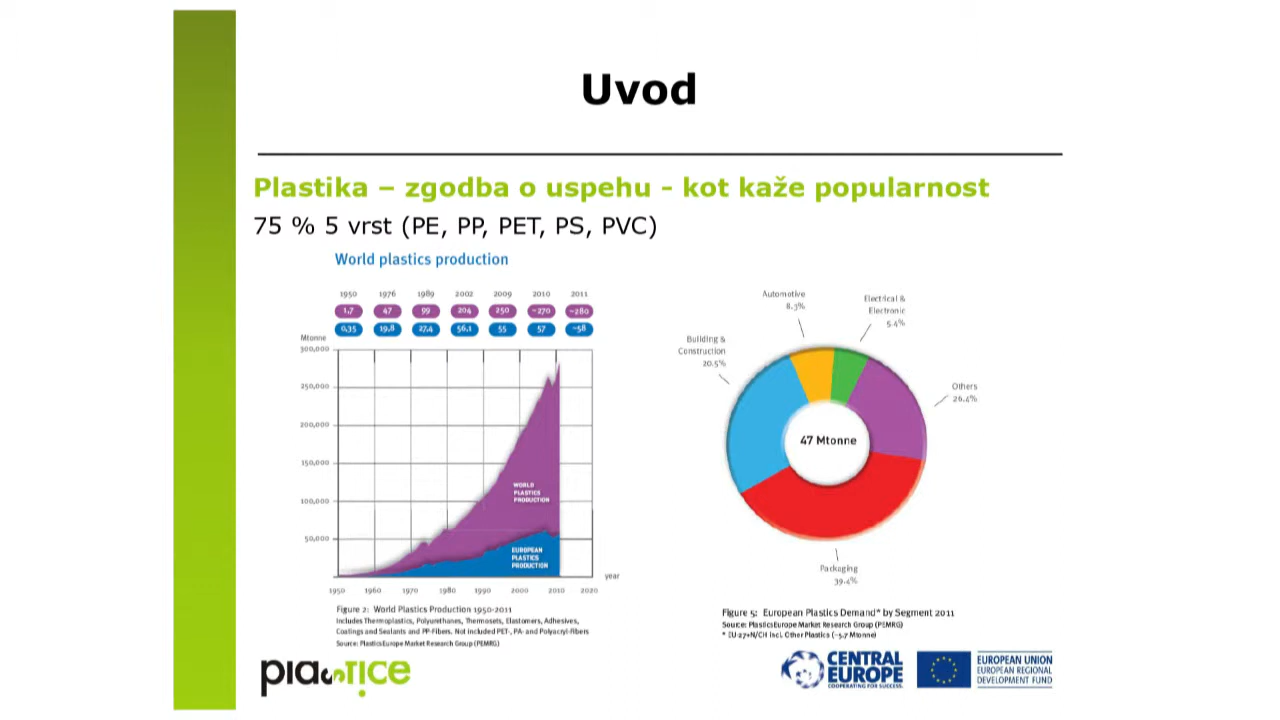 Uvod
Plastika – zgodba o uspehu - kot kaže popularnost
75 % 5 vrst (PE, PP, PET, PS, PVC)
World plastics production
1950 1976 1989 2002 2009 2010 2011
1,7 47 99 204 250 ~270 ~280
0,35 19,8 27,4 56,1 55 57 ~58
Mtonne
300,000
250,000
200,000
150,000
100,000
50,000
WORLD
PLASTICS
PRODUCTION
EUROPEAN
PLASTICS
PRODUCTION
year
1950 1960 1970 1980 1990 2000 2010 2020
Figure 2: World Plastics Production 1950-2011
Includes Thermoplastics, Polyurethanes, Thermosets, Elastomers, Adhesives,
Coatings and Sealants and PP-Fibers. Not included PET-, PA- and Polyacryl-fibers
Source: PlasticsEurope Market Research Group (PEMRG)
Automotive
8.3%
Electrical &
Electronic
5.4%
Building &
Construction
20.5%
Others
26.4%
47 Mtonne
Packaging
39.4%
Figure 5: European Plastics Demand* by Segment 2011
Source: PlasticsEurope Market Research Group (PEMRG)
* EU-27+N/CH incl. Other Plastics (~5.7 Mtonne)
plastice
CENTRAL
EUROPE
COOPERATING FOR SUCCESS.
EUROPEAN UNION
EUROPEAN REGIONAL
DEVELOPMENT FUND